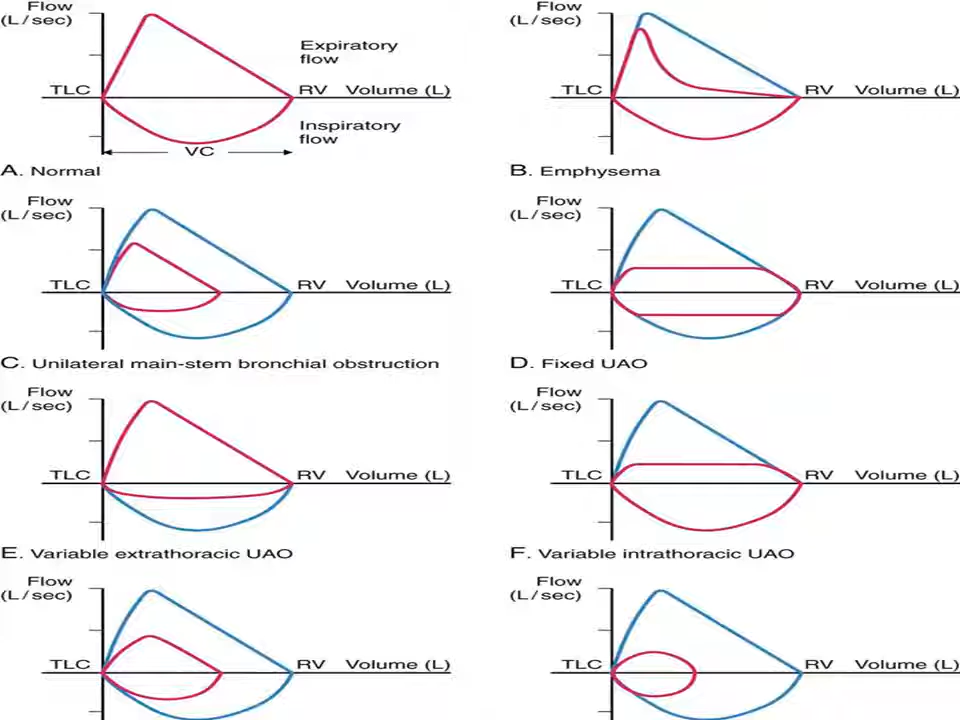 Flow
(L/sec)
Expiratory
flow
TLC
RV Volume (L)
Inspiratory
flow
VC
A. Normal
Flow
(L/sec)
TLC
RV Volume (L)
B. Emphysema
Flow
(L/sec)
TLC
RV Volume (L)
C. Unilateral main-stem bronchial obstruction
Flow
(L/sec)
TLC
RV Volume (L)
D. Fixed UAO
Flow
(L/sec)
TLC
RV Volume (L)
E. Variable extrathoracic UAO
Flow
(L/sec)
TLC
RV Volume (L)
F. Variable intrathoracic UAO
Flow
(L/sec)
TLC
RV Volume (L)
Flow
(L/sec)
TLC
RV Volume (L)